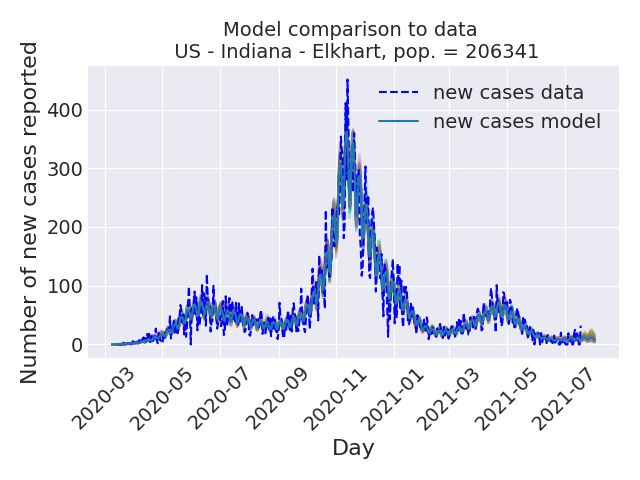 Model comparison to data
US - Indiana - Elkhart, pop. = 206341
new cases data
new cases model
Number of new cases reported
400
300
200
100
0
2020-03
2020-05
2020-07
2020-09
2020-11
2021-01
2021-03
2021-05
2021-07
Day